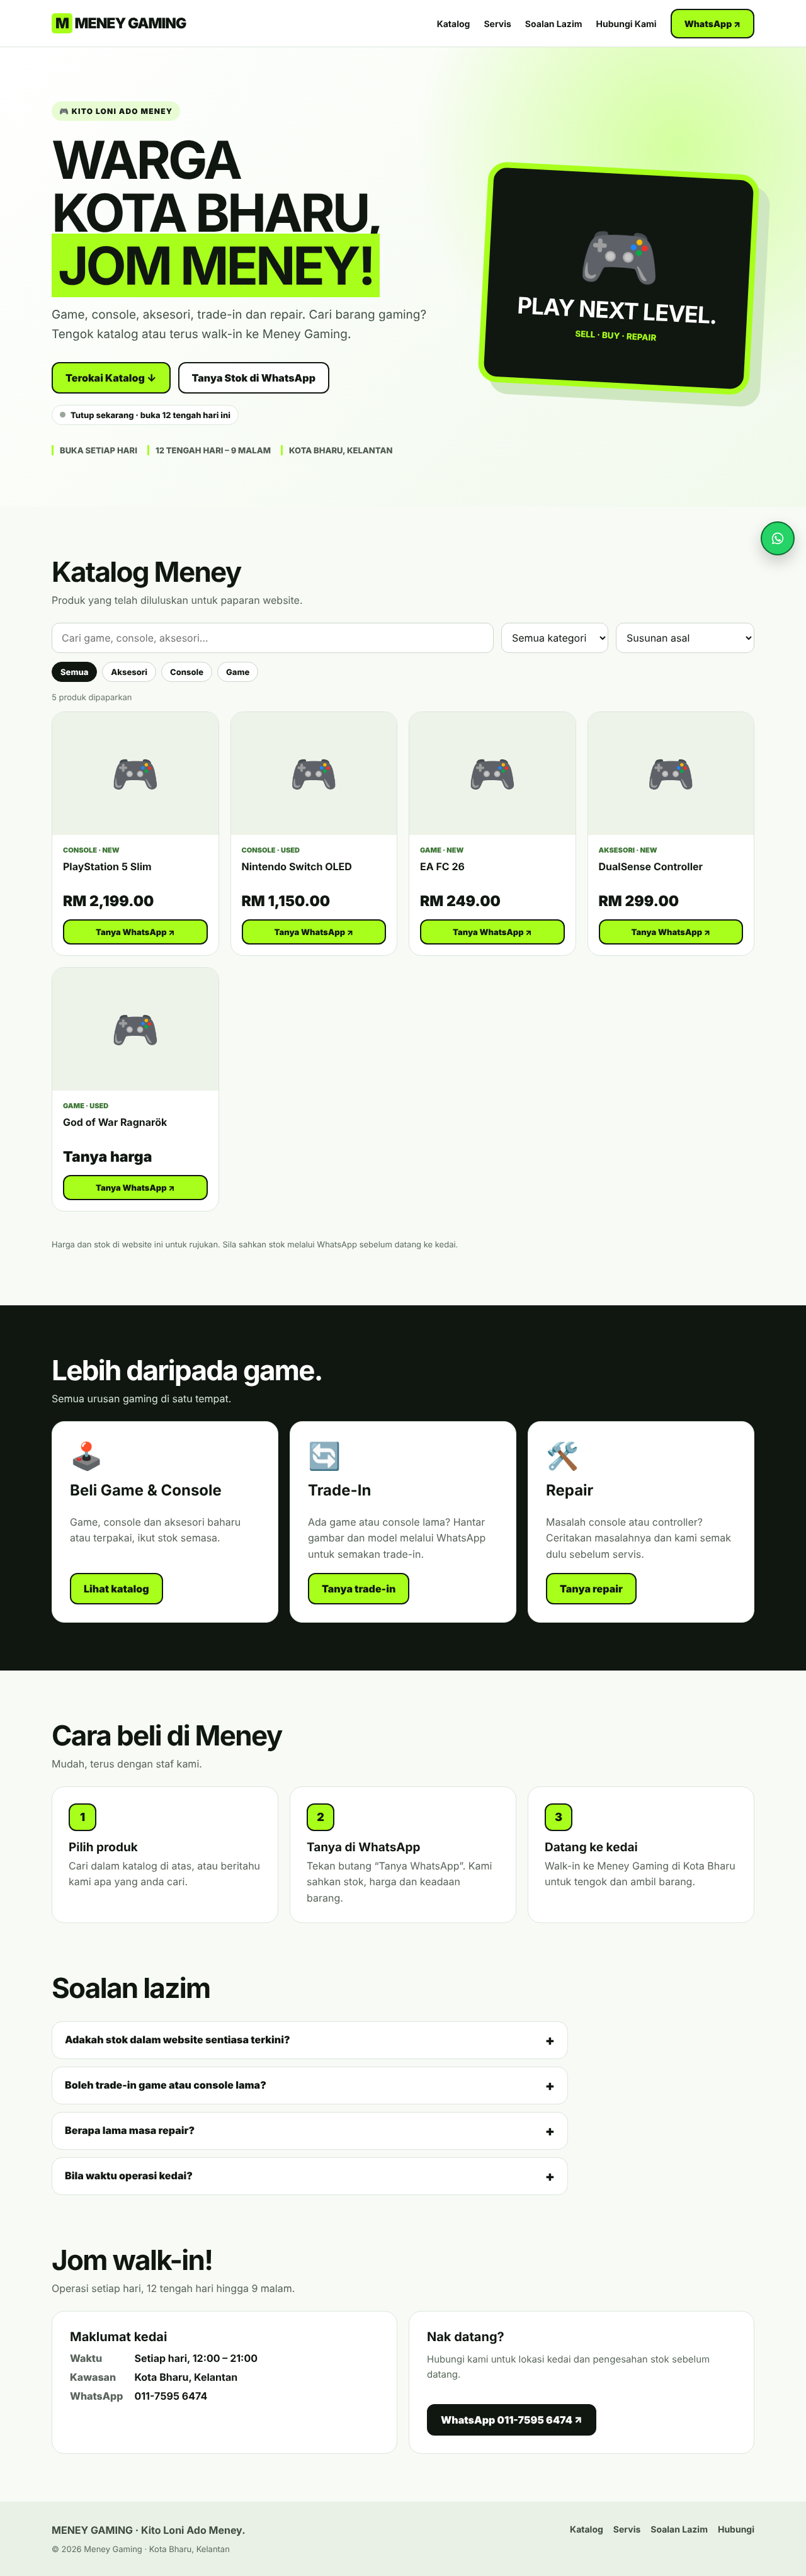 M MENEY GAMING
Katalog Servis Soalan Lazim Hubungi Kami WhatsApp ↗
🎮 KITO LONI ADO MENEY
WARGA
KOTA BHARU,
JOM MENEY!
Game, console, aksesori, trade-in dan repair. Cari barang gaming?
Tengok katalog atau terus walk-in ke Meney Gaming.
Terokai Katalog ↓ Tanya Stok di WhatsApp
Tutup sekarang · buka 12 tengah hari ini
BUKA SETIAP HARI 12 TENGAH HARI – 9 MALAM KOTA BHARU, KELANTAN
PLAY NEXT LEVEL.
SELL · BUY · REPAIR
Katalog Meney
Produk yang telah diluluskan untuk paparan website.
Cari game, console, aksesori... Semua kategori Susunan asal
Semua Aksesori Console Game
5 produk dipaparkan
CONSOLE · NEW
PlayStation 5 Slim
RM 2,199.00
Tanya WhatsApp ↗
CONSOLE · USED
Nintendo Switch OLED
RM 1,150.00
Tanya WhatsApp ↗
GAME · NEW
EA FC 26
RM 249.00
Tanya WhatsApp ↗
AKSESORI · NEW
DualSense Controller
RM 299.00
Tanya WhatsApp ↗
GAME · USED
God of War Ragnarök
Tanya harga
Tanya WhatsApp ↗
Harga dan stok di website ini untuk rujukan. Sila sahkan stok melalui WhatsApp sebelum datang ke kedai.
Lebih daripada game.
Semua urusan gaming di satu tempat.
Beli Game & Console
Game, console dan aksesori baharu
atau terpakai, ikut stok semasa.
Lihat katalog
Trade-In
Ada game atau console lama? Hantar
gambar dan model melalui WhatsApp
untuk semakan trade-in.
Tanya trade-in
Repair
Masalah console atau controller?
Ceritakan masalahnya dan kami semak
dulu sebelum servis.
Tanya repair
Cara beli di Meney
Mudah, terus dengan staf kami.
1
Pilih produk
Cari dalam katalog di atas, atau beritahu
kami apa yang anda cari.
2
Tanya di WhatsApp
Tekan butang “Tanya WhatsApp”. Kami
sahkan stok, harga dan keadaan
barang.
3
Datang ke kedai
Walk-in ke Meney Gaming di Kota Bharu
untuk tengok dan ambil barang.
Soalan lazim
Adakah stok dalam website sentiasa terkini? +
Boleh trade-in game atau console lama? +
Berapa lama masa repair? +
Bila waktu operasi kedai? +
Jom walk-in!
Operasi setiap hari, 12 tengah hari hingga 9 malam.
Maklumat kedai
Waktu Setiap hari, 12:00 – 21:00
Kawasan Kota Bharu, Kelantan
WhatsApp 011-7595 6474
Nak datang?
Hubungi kami untuk lokasi kedai dan pengesahan stok sebelum
datang.
WhatsApp 011-7595 6474 ↗
MENEY GAMING · Kito Loni Ado Meney.
© 2026 Meney Gaming · Kota Bharu, Kelantan
Katalog Servis Soalan Lazim Hubungi